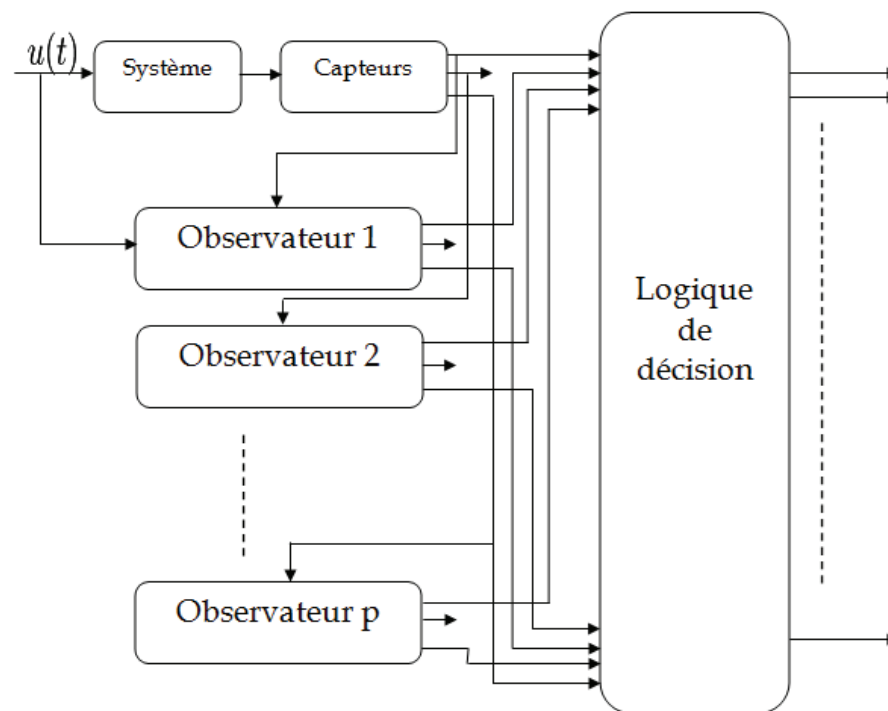 u(t)
Système
Capteurs
Observateur 1
Observateur 2
Observateur p
Logique
de
décision